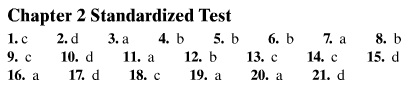 Chapter 2 Standardized Test
1. c 2. d 3. a 4. b 5. b 6. b 7. a 8. b
9. c 10. d 11. a 12. b 13. c 14. c 15. d
16. a 17. d 18. c 19. a 20. a 21. d